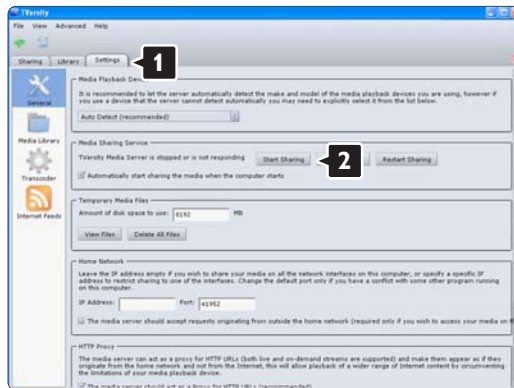 TVersity
File View Advanced Help
Sharing Library Settings
1
General
Media Library
Transcoder
Internet Feeds
Media Playback
It is recommended to let the server automatically detect the make and model of the media playback devices you are using, however if
you use a device that the server cannot detect automatically you may need to explicitly select it from the list below.
Auto Detect (recommended)
Media Sharing Service
TVersity Media Server is stopped or is not responding Start Sharing 2 Restart Sharing
Automatically start sharing the media when the computer starts
Temporary Media Files
Amount of disk space to use: 8192 MB
View Files Delete All Files
Home Network
Leave the IP address empty if you wish to share your media on all the network interfaces on this computer, or specify a specific IP
address to restrict sharing to one of the interfaces. Change the default port only if you have a conflict with some other program running
on this computer.
IP Address: Port: 41952
The media server should accept requests originating from outside the home network (required only if you wish to access your media on
HTTP Proxy
The media server can act as a proxy for HTTP URLs (both live and on-demand streams are supported) and make them appear as if they
originate from the home network and not from the Internet, this will allow playback of a wider range of Internet content by circumventing
the limitations of your media playback device.
The media server should act as a Proxy for HTTP URLs (recommended)